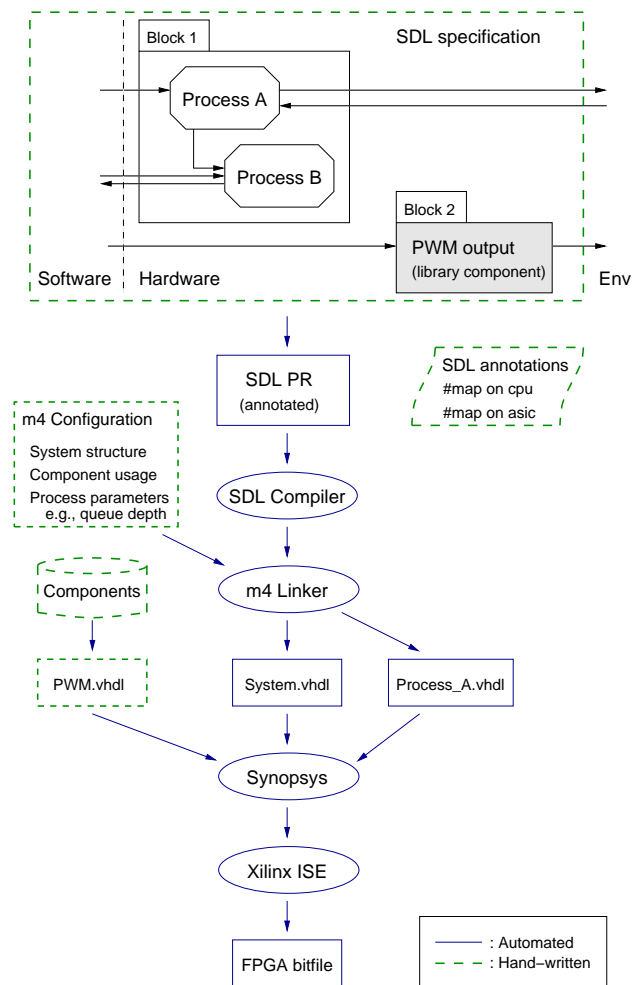 Block 1
SDL specification
Process A
Process B
Block 2
PWM output
(library component)
Software
Hardware
Env
SDL PR
(annotated)
SDL annotations
#map on cpu
#map on asic
m4 Configuration
System structure
Component usage
Process parameters
e.g., queue depth
SDL Compiler
m4 Linker
Components
PWM.vhdl
System.vhdl
Process_A.vhdl
Synopsys
Xilinx ISE
FPGA bitfile
: Automated
: Hand−written